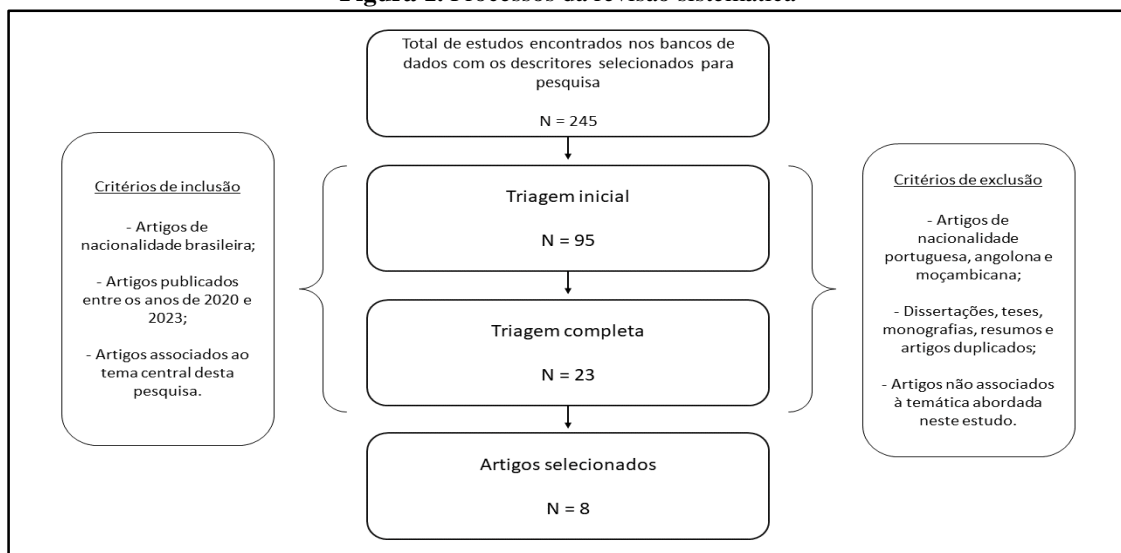 Figura 1. Processos da revisão sistemática
Total de estudos encontrados nos bancos de
dados com os descritores selecionados para
pesquisa
N = 245
Critérios de inclusão
- Artigos de
nacionalidade brasileira;
- Artigos publicados
entre os anos de 2020 e
2023;
- Artigos associados ao
tema central desta
pesquisa.
Triagem inicial
N = 95
Triagem completa
N = 23
Artigos selecionados
N = 8
Critérios de exclusão
- Artigos de
nacionalidade
portuguesa, angolona e
moçambicana;
- Dissertações, teses,
monografias, resumos e
artigos duplicados;
- Artigos não associados
à temática abordada
neste estudo.